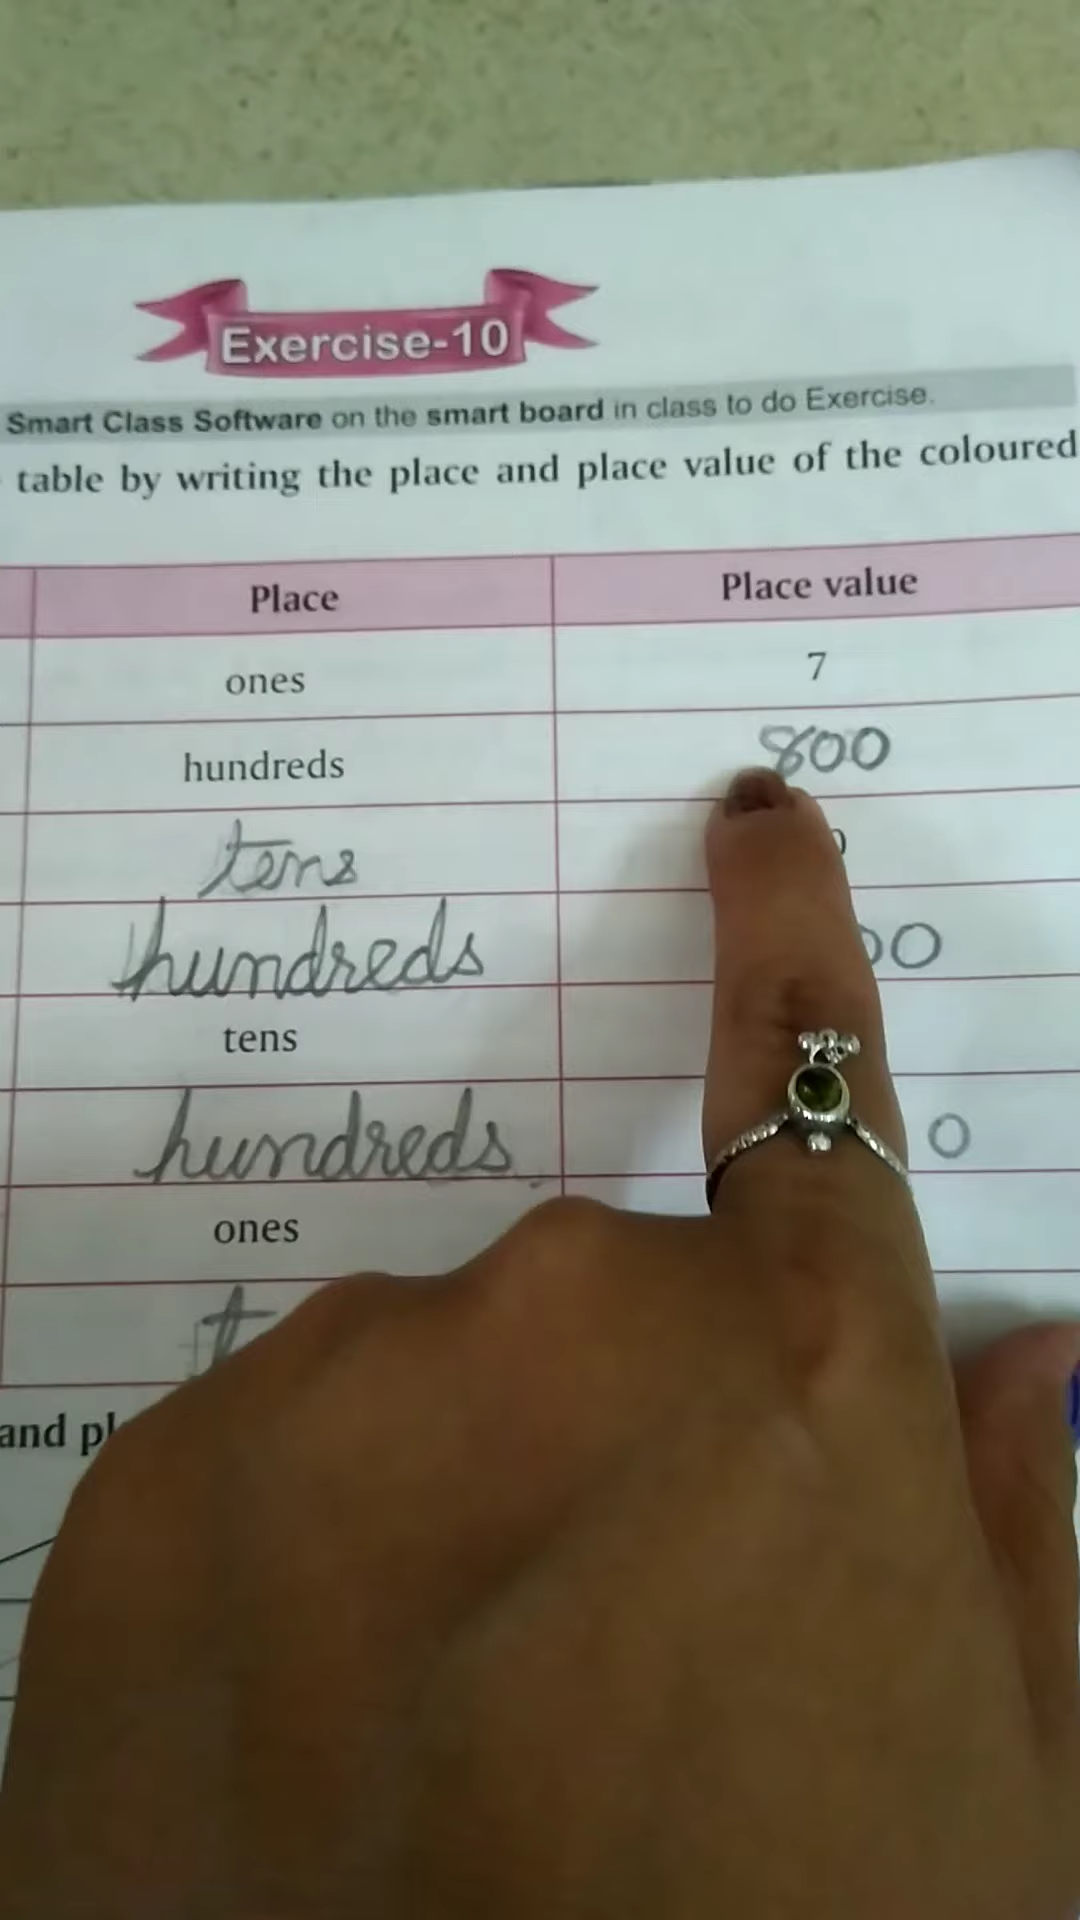 Exercise-10
Smart Class Software on the smart board in class to do Exercise.
table by writing the place and place value of the coloured
Place Place value
ones 7
hundreds 800
tens
hundreds
tens
hundreds
ones
and